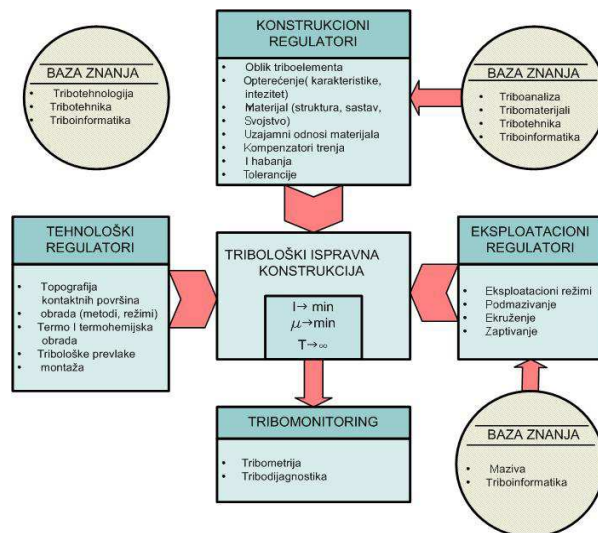 KONSTRUKCIONI
REGULATORI
• Oblik triboelementa
• Opterećenje( karakteristike,
intezitet)
• Materijal (struktura, sastav,
• Svojstvo)
• Uzajamni odnosi materijala
• Kompenzatori trenja
• I habanja
• Tolerancije
BAZA ZNANJA
• Tribotehnologija
• Tribotehnika
• Triboinformatika
BAZA ZNANJA
• Triboanaliza
• Tribomaterijali
• Tribotehnika
• Triboinformatika
TEHNOLOŠKI
REGULATORI
• Topografija
kontaktnih površina
• obrada (metodi, režimi)
• Termo I termohemijska
obrada
• Tribološke prevlake
• montaža
TRIBOLOŠKI ISPRAVNA
KONSTRUKCIJA
I→ min
μ→min
T→∞
EKSPLOATACIONI
REGULATORI
• Eksploatacioni režimi
• Podmazivanje
• Ekruženje
• Zaptivanje
TRIBOMONITORING
• Tribometrija
• Tribodijagnostika
BAZA ZNANJA
• Maziva
• Triboinformatika